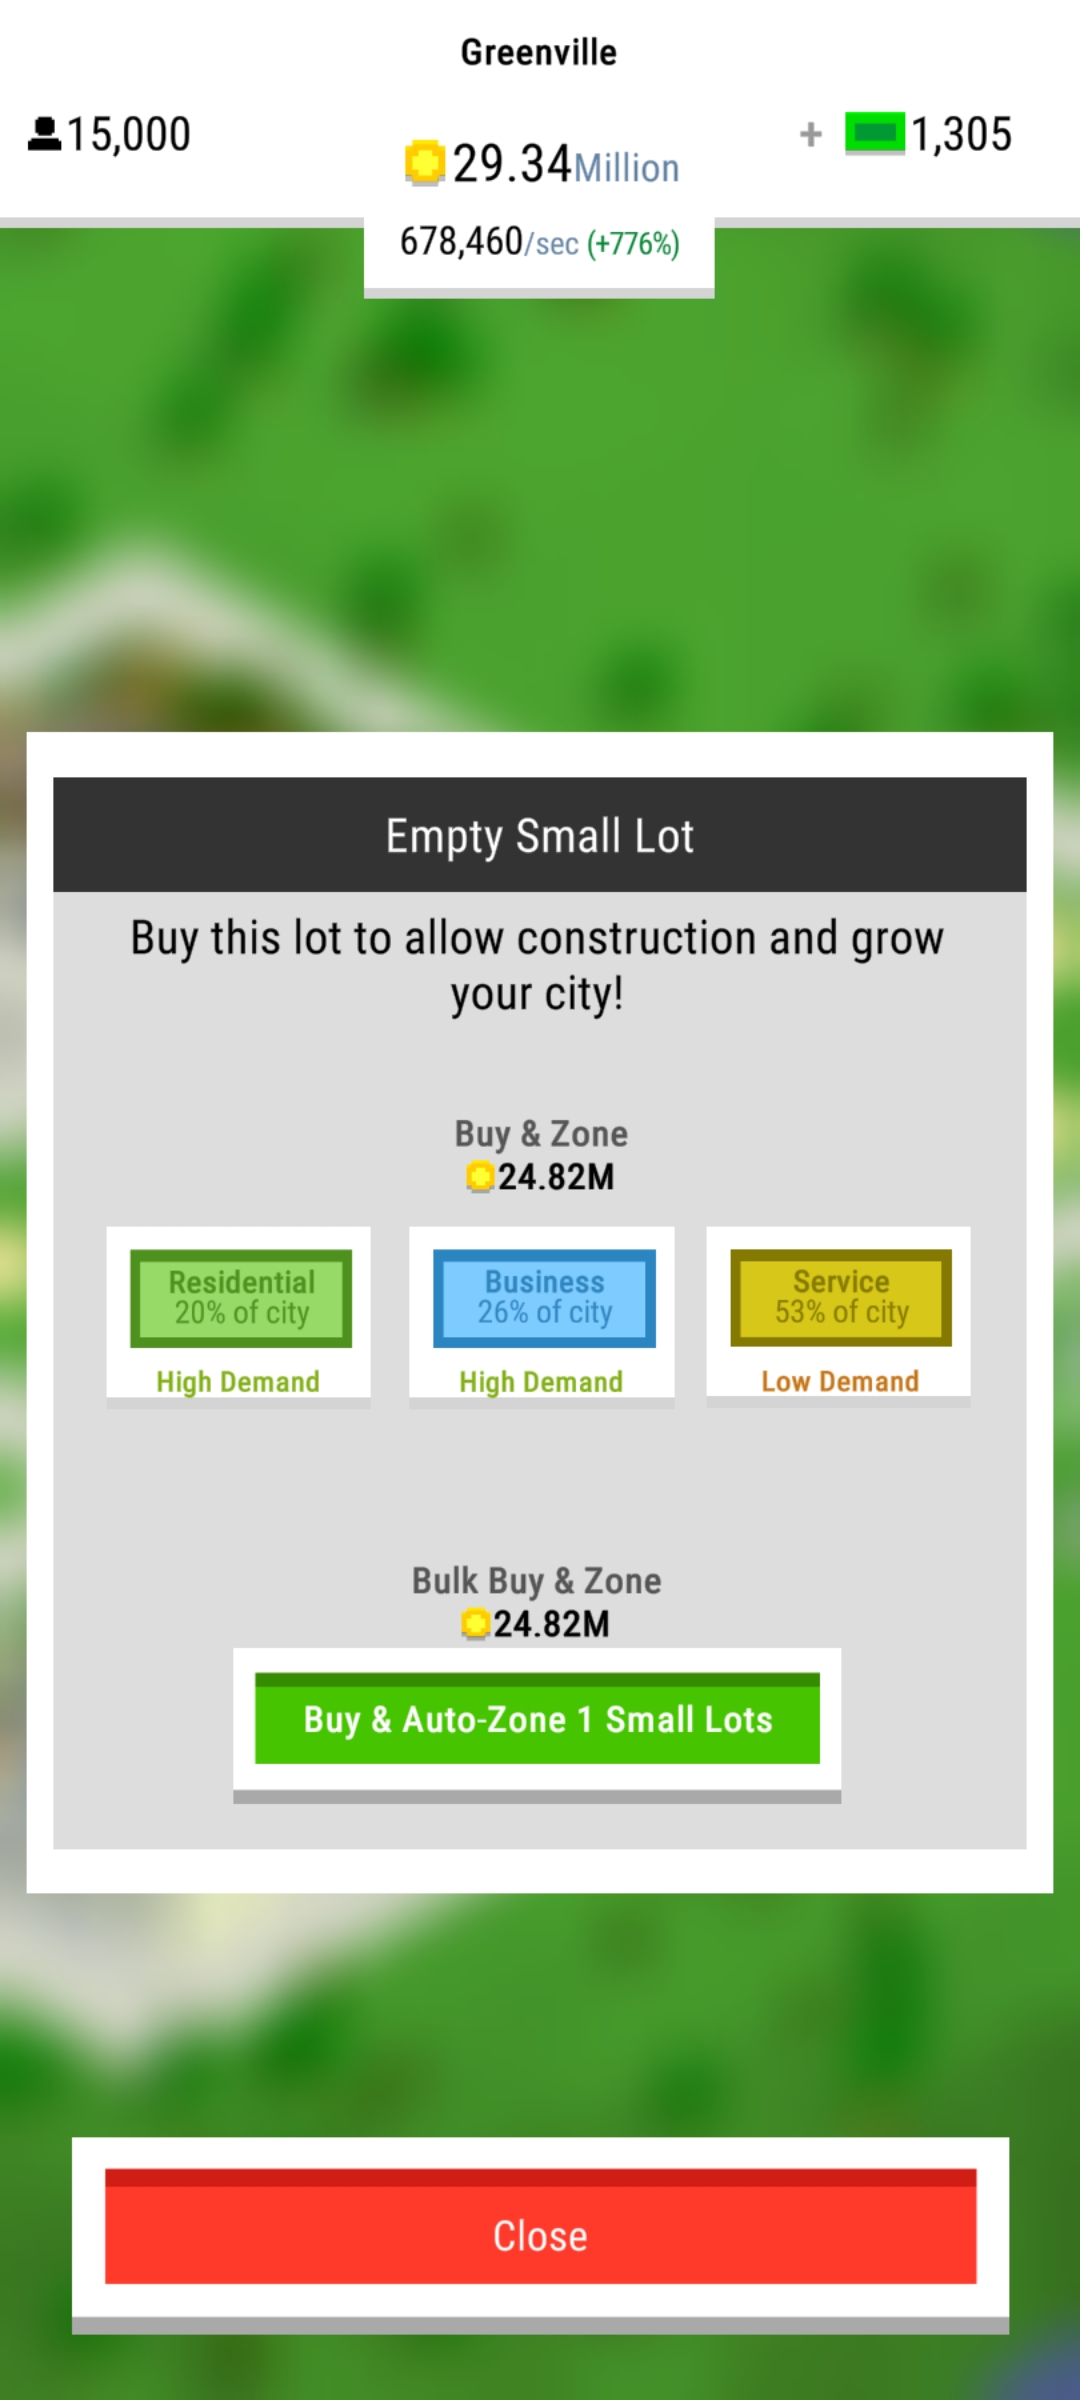 Greenville
15,000
29.34Million
+ 1,305
678,460/sec (+776%)
Empty Small Lot
Buy this lot to allow construction and grow
your city!
Buy & Zone
24.82M
Residential
20% of city
High Demand
Business
26% of city
High Demand
Service
53% of city
Low Demand
Bulk Buy & Zone
24.82M
Buy & Auto-Zone 1 Small Lots
Close